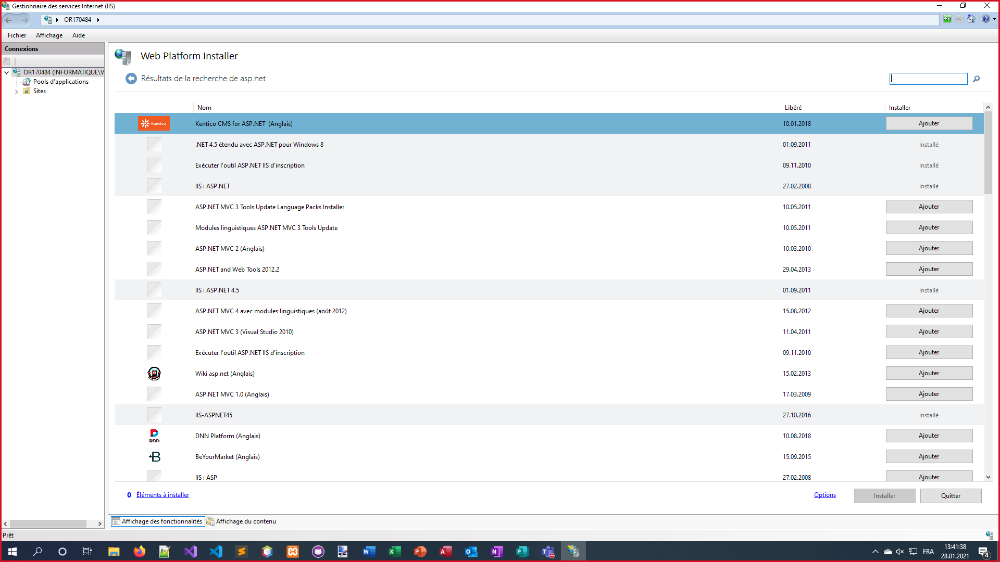 Gestionnaire des services Internet (IIS)
OR170484
Fichier Affichage Aide
Connexions
OR170484 (INFORMATIQUE\V
Pools d'applications
Sites
Web Platform Installer
Résultats de la recherche de asp.net
Nom Libéré Installer
Kentico Kentico CMS for ASP.NET (Anglais) 10.01.2018 Ajouter
.NET 4.5 étendu avec ASP.NET pour Windows 8 01.09.2011 Installé
Exécuter l'outil ASP.NET IIS d'inscription 09.11.2010 Installé
IIS : ASP.NET 27.02.2008 Installé
ASP.NET MVC 3 Tools Update Language Packs Installer 10.05.2011 Ajouter
Modules linguistiques ASP.NET MVC 3 Tools Update 10.05.2011 Ajouter
ASP.NET MVC 2 (Anglais) 10.03.2010 Ajouter
ASP.NET and Web Tools 2012.2 29.04.2013 Ajouter
IIS : ASP.NET 4.5 01.09.2011 Installé
ASP.NET MVC 4 avec modules linguistiques (août 2012) 15.08.2012 Ajouter
ASP.NET MVC 3 (Visual Studio 2010) 11.04.2011 Ajouter
Exécuter l'outil ASP.NET IIS d'inscription 09.11.2010 Ajouter
Wiki asp.net (Anglais) 15.02.2013 Ajouter
ASP.NET MVC 1.0 (Anglais) 17.03.2009 Ajouter
IIS-ASPNET45 27.10.2016 Installé
DNN DNN Platform (Anglais) 10.08.2018 Ajouter
BeYourMarket (Anglais) 15.09.2015 Ajouter
IIS : ASP 27.02.2008 Ajouter
0 Éléments à installer Options Installer Quitter
Affichage des fonctionnalités Affichage du contenu
Prêt
FRA 13:41:38
28.01.2021
4